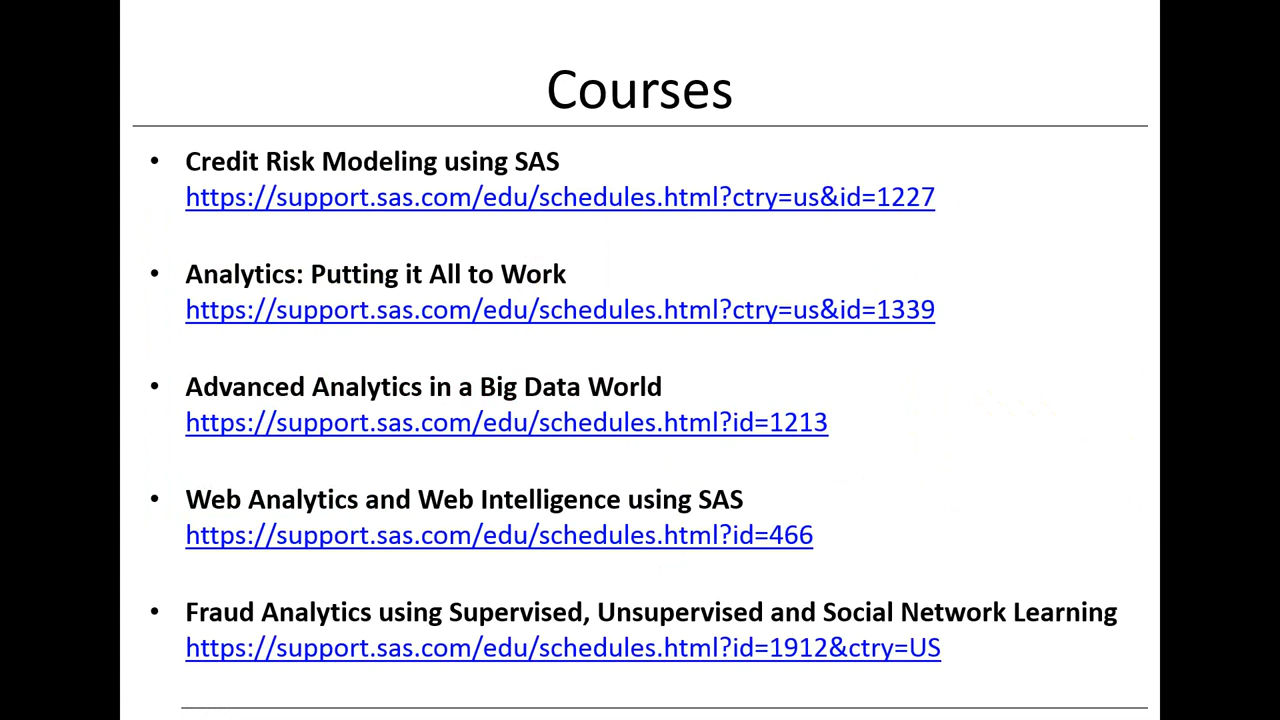 Courses
• Credit Risk Modeling using SAS
https://support.sas.com/edu/schedules.html?ctry=us&id=1227
• Analytics: Putting it All to Work
https://support.sas.com/edu/schedules.html?ctry=us&id=1339
• Advanced Analytics in a Big Data World
https://support.sas.com/edu/schedules.html?id=1213
• Web Analytics and Web Intelligence using SAS
https://support.sas.com/edu/schedules.html?id=466
• Fraud Analytics using Supervised, Unsupervised and Social Network Learning
https://support.sas.com/edu/schedules.html?id=1912&ctry=US